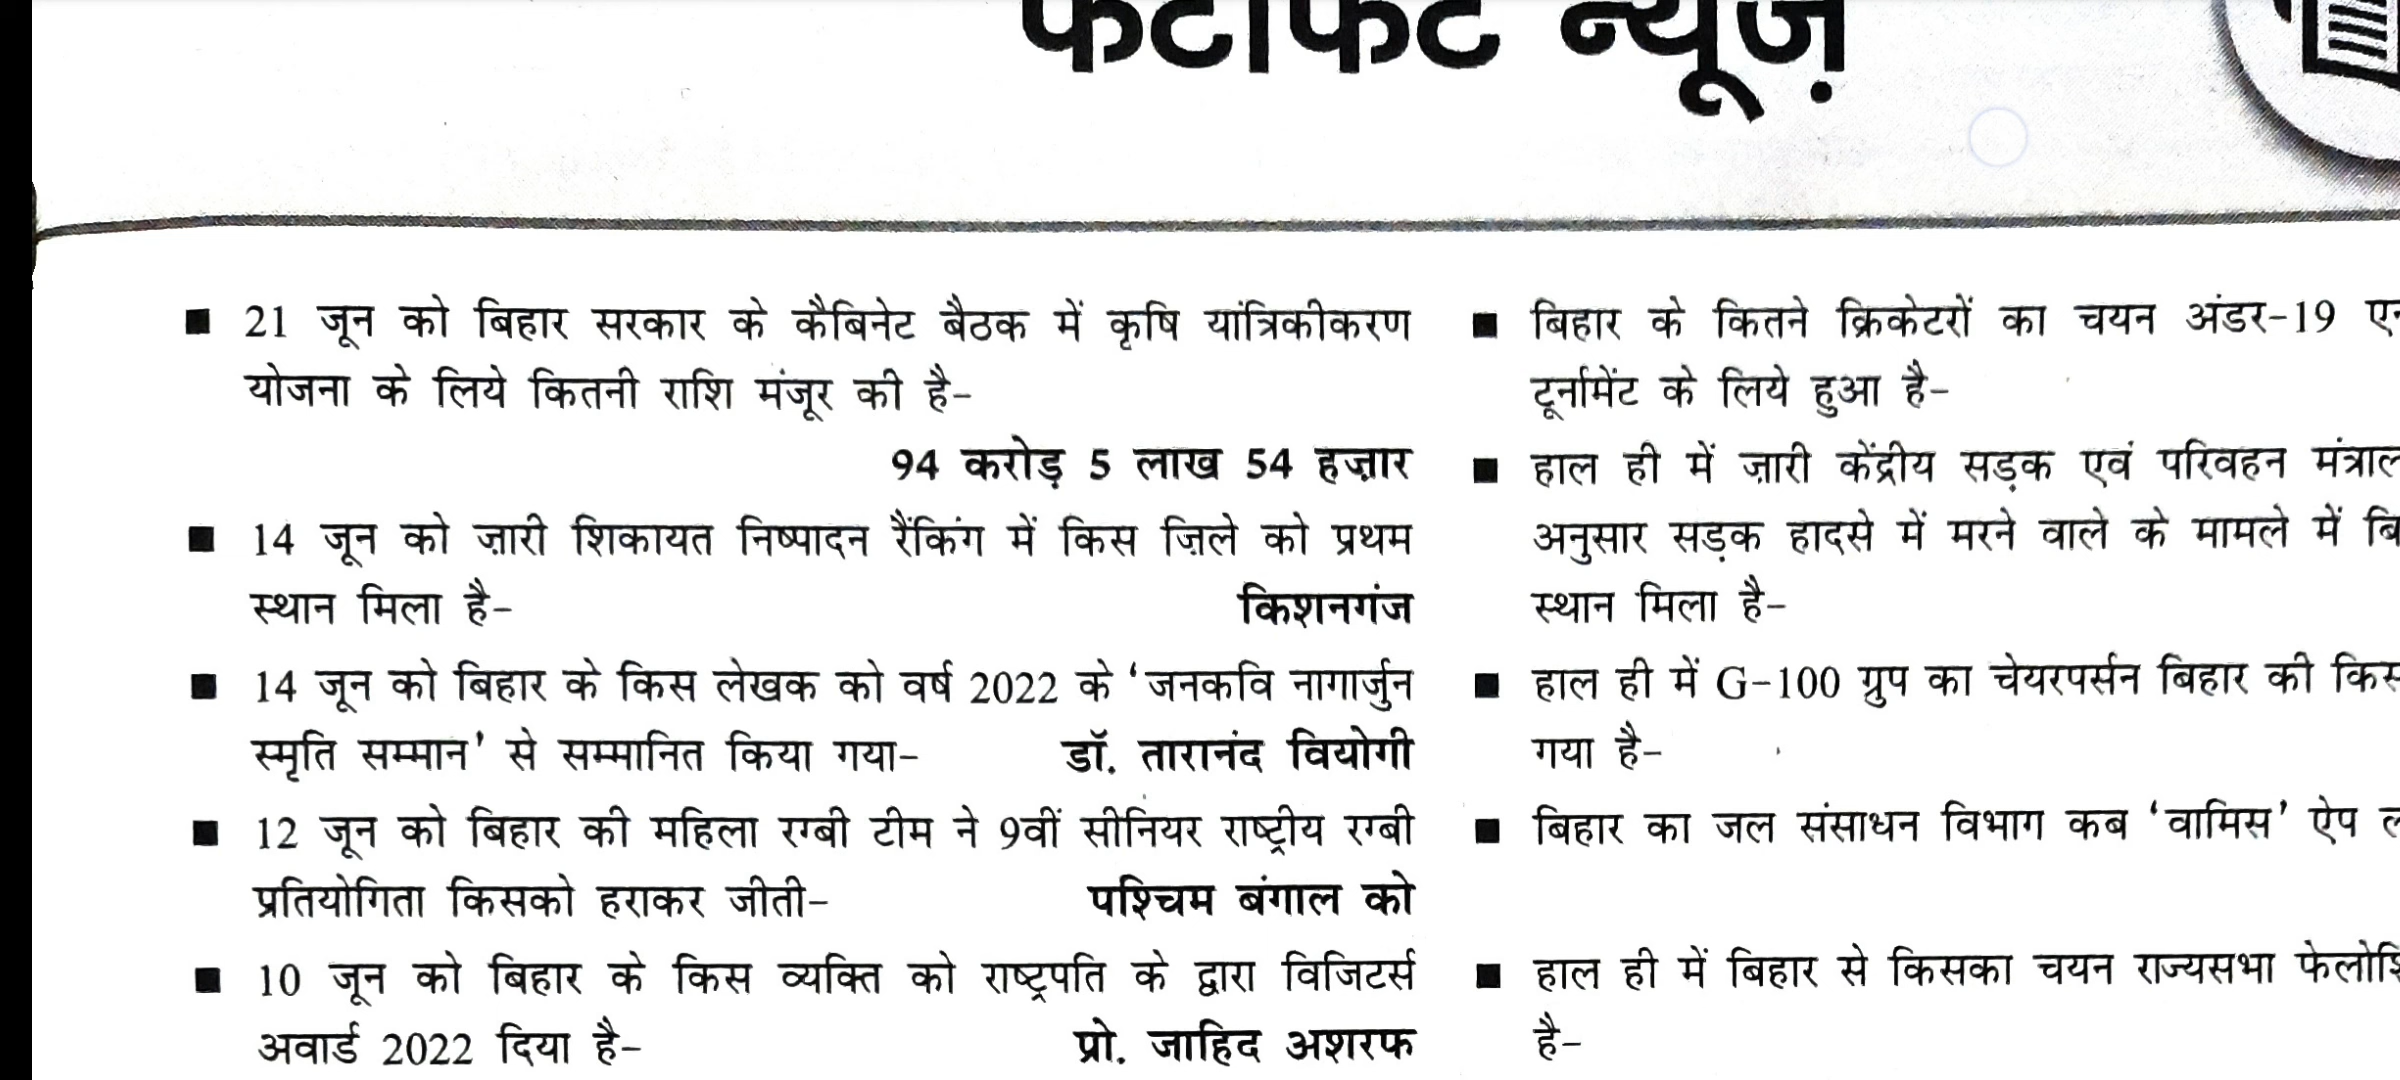 फटाफट न्यूज़
■ 21 जून को बिहार सरकार के कैबिनेट बैठक में कृषि यांत्रिकीकरण
योजना के लिये कितनी राशि मंजूर की है-
94 करोड़ 5 लाख 54 हज़ार
■ 14 जून को ज़ारी शिकायत निष्पादन रैंकिंग में किस ज़िले को प्रथम
स्थान मिला है- किशनगंज
■ 14 जून को बिहार के किस लेखक को वर्ष 2022 के ‘जनकवि नागार्जुन
स्मृति सम्मान’ से सम्मानित किया गया- डॉ. तारानंद वियोगी
■ 12 जून को बिहार की महिला रग्बी टीम ने 9वीं सीनियर राष्ट्रीय रग्बी
प्रतियोगिता किसको हराकर जीती- पश्चिम बंगाल को
■ 10 जून को बिहार के किस व्यक्ति को राष्ट्रपति के द्वारा विजिटर्स
अवार्ड 2022 दिया है- प्रो. जाहिद अशरफ
■ बिहार के कितने क्रिकेटरों का चयन अंडर-19
टूर्नामेंट के लिये हुआ है-
■ हाल ही में ज़ारी केंद्रीय सड़क एवं परिवहन
अनुसार सड़क हादसे में मरने वाले के मामले में
स्थान मिला है-
■ हाल ही में G-100 ग्रुप का चेयरपर्सन बिहार की किस
गया है-
■ बिहार का जल संसाधन विभाग कब ‘वामिस’ ऐप
■ हाल ही में बिहार से किसका चयन राज्यसभा
है-